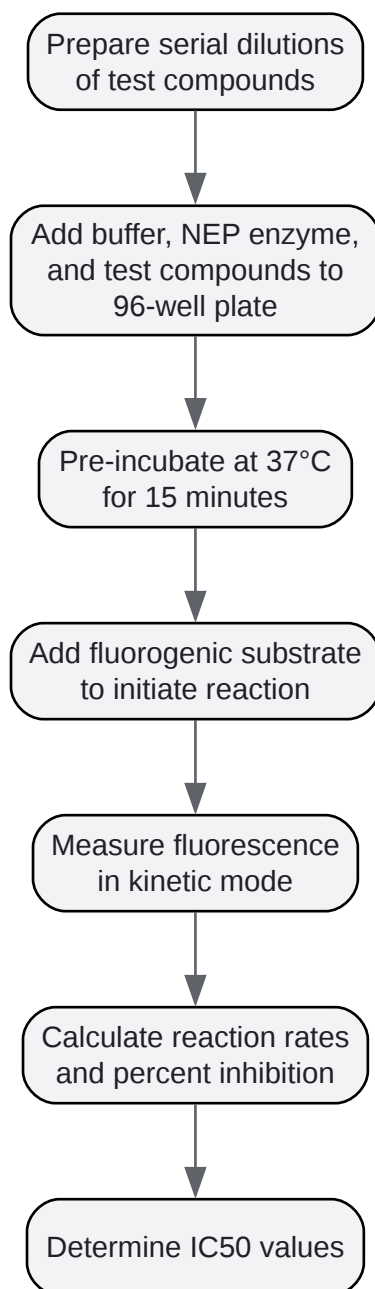 Prepare serial dilutions
of test compounds
Add buffer, NEP enzyme,
and test compounds to
96-well plate
Pre-incubate at 37°C
for 15 minutes
Add fluorogenic substrate
to initiate reaction
Measure fluorescence
in kinetic mode
Calculate reaction rates
and percent inhibition
Determine IC50 values